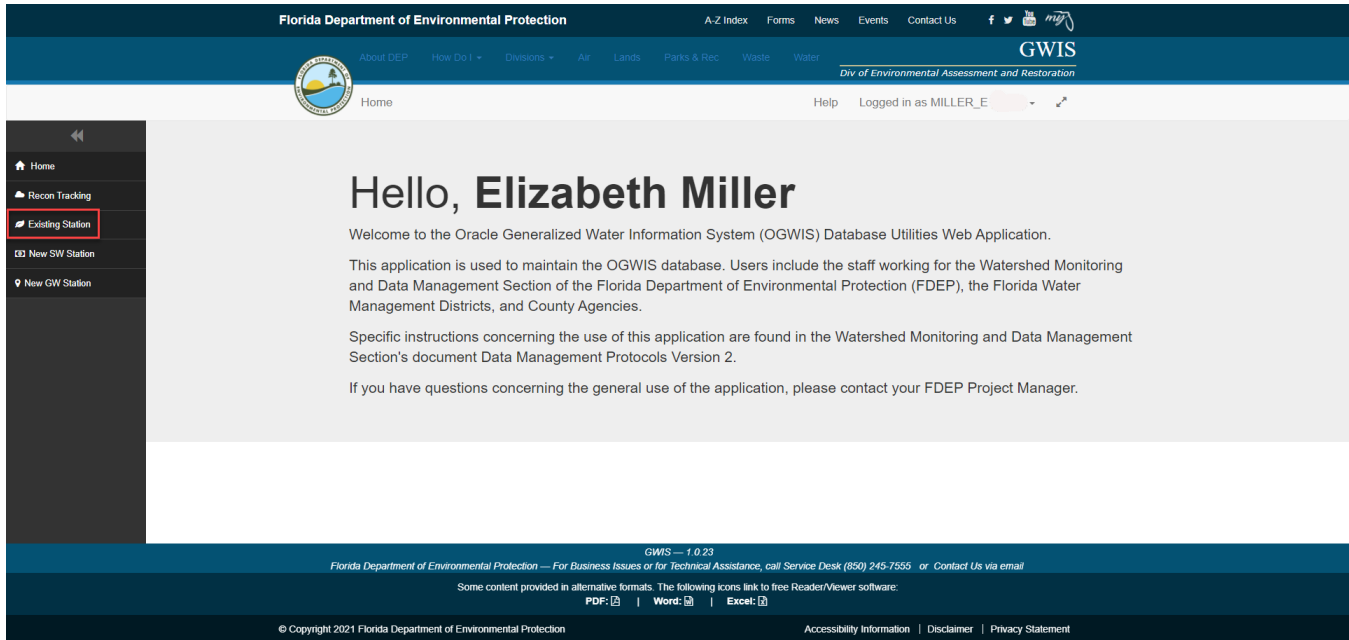 Florida Department of Environmental Protection
A-Z Index Forms News Events Contact Us
You Tube
GWIS
About DEP How Do I Divisions Air Lands Parks & Rec Waste Water
Div of Environmental Assessment and Restoration
Home
Help Logged in as MILLER_E
Home
Recon Tracking
Existing Station
New SW Station
New GW Station
Hello, Elizabeth Miller
Welcome to the Oracle Generalized Water Information System (OGWIS) Database Utilities Web Application.
This application is used to maintain the OGWIS database. Users include the staff working for the Watershed Monitoring
and Data Management Section of the Florida Department of Environmental Protection (FDEP), the Florida Water
Management Districts, and County Agencies.
Specific instructions concerning the use of this application are found in the Watershed Monitoring and Data Management
Section's document Data Management Protocols Version 2.
If you have questions concerning the general use of the application, please contact your FDEP Project Manager.
GWIS — 1.0.23
Florida Department of Environmental Protection — For Business Issues or for Technical Assistance, call Service Desk (850) 245-7555 or Contact Us via email
Some content provided in alternative formats. The following icons link to free Reader/Viewer software:
PDF: | Word: | Excel:
© Copyright 2021 Florida Department of Environmental Protection
Accessibility Information | Disclaimer | Privacy Statement